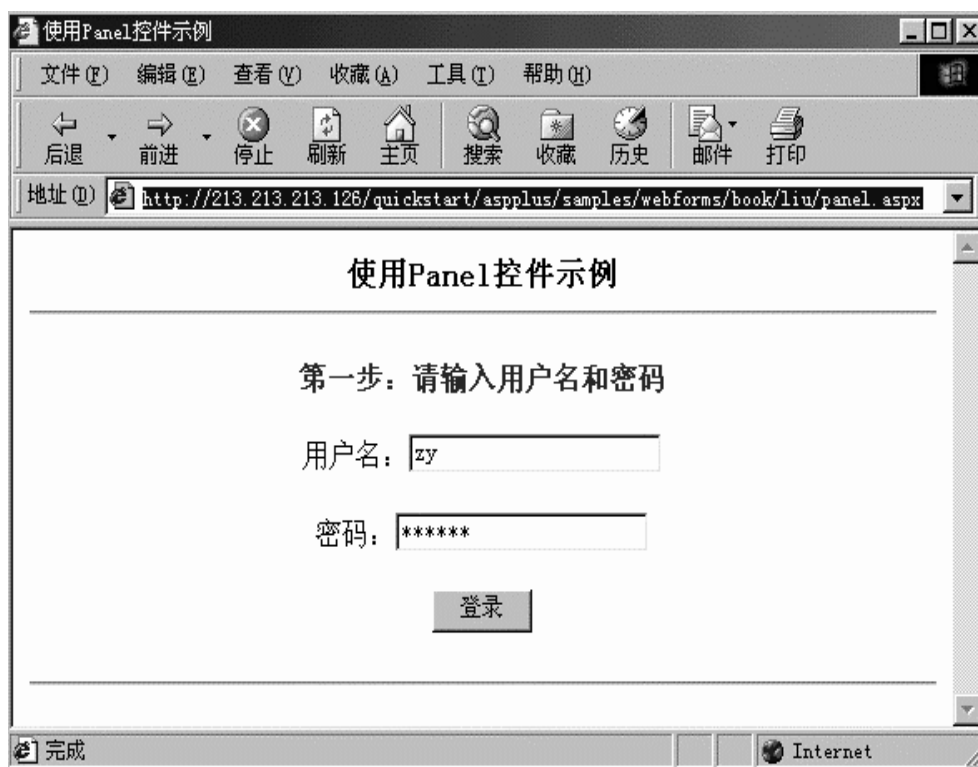 使用Panel控件示例
文件(F) 编辑(E) 查看(V) 收藏(A) 工具(T) 帮助(H)
后退 前进 停止 刷新 主页 搜索 收藏 历史 邮件 打印
地址(D) http://213.213.213.126/quickstart/aspplus/samples/webforms/book/liu/panel.aspx
使用Panel控件示例
第一步：请输入用户名和密码
用户名：zy
密码：******
登录
完成 Internet